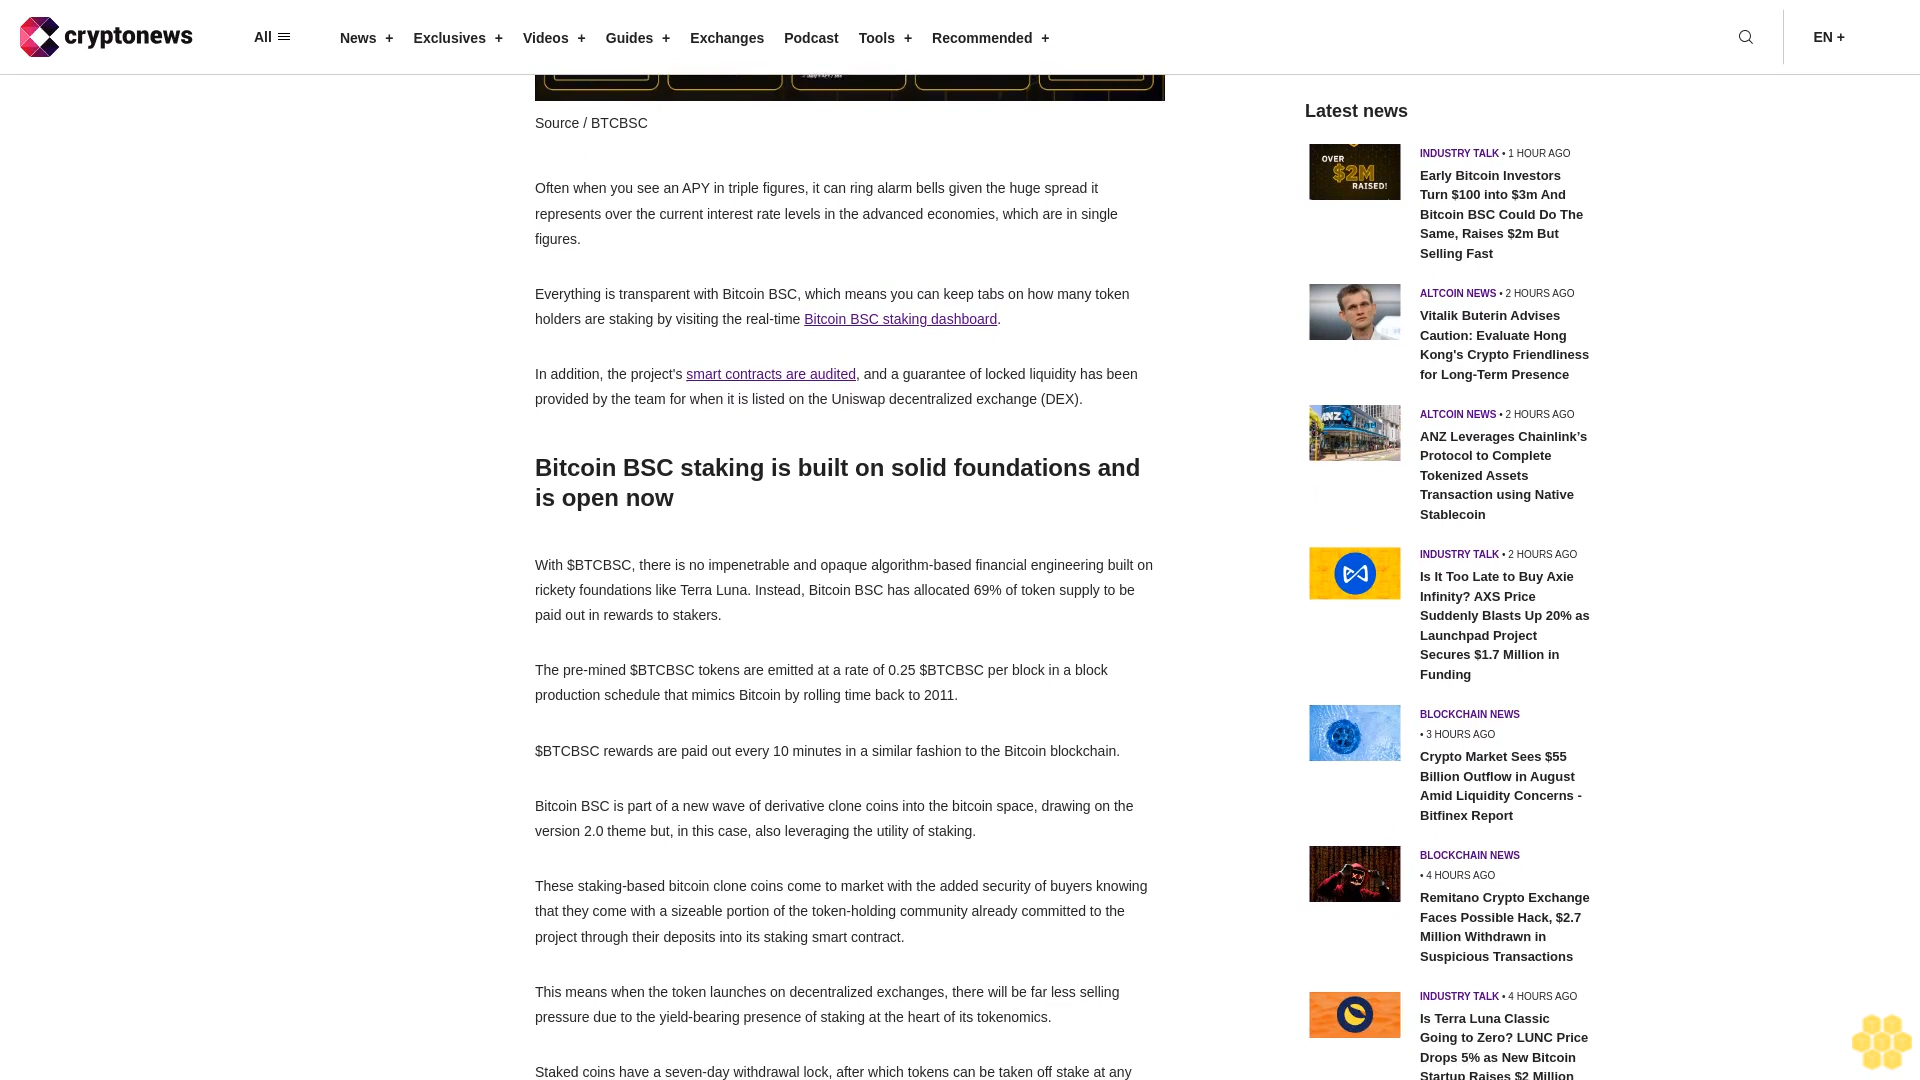 cryptonews
All
News +
Exclusives +
Videos +
Guides +
Exchanges
Podcast
Tools +
Recommended +
EN +
Source / BTCBSC
Often when you see an APY in triple figures, it can ring alarm bells given the huge spread it
represents over the current interest rate levels in the advanced economies, which are in single
figures.
Everything is transparent with Bitcoin BSC, which means you can keep tabs on how many token
holders are staking by visiting the real-time Bitcoin BSC staking dashboard.
In addition, the project's smart contracts are audited, and a guarantee of locked liquidity has been
provided by the team for when it is listed on the Uniswap decentralized exchange (DEX).
Bitcoin BSC staking is built on solid foundations and
is open now
With $BTCBSC, there is no impenetrable and opaque algorithm-based financial engineering built on
rickety foundations like Terra Luna. Instead, Bitcoin BSC has allocated 69% of token supply to be
paid out in rewards to stakers.
The pre-mined $BTCBSC tokens are emitted at a rate of 0.25 $BTCBSC per block in a block
production schedule that mimics Bitcoin by rolling time back to 2011.
$BTCBSC rewards are paid out every 10 minutes in a similar fashion to the Bitcoin blockchain.
Bitcoin BSC is part of a new wave of derivative clone coins into the bitcoin space, drawing on the
version 2.0 theme but, in this case, also leveraging the utility of staking.
These staking-based bitcoin clone coins come to market with the added security of buyers knowing
that they come with a sizeable portion of the token-holding community already committed to the
project through their deposits into its staking smart contract.
This means when the token launches on decentralized exchanges, there will be far less selling
pressure due to the yield-bearing presence of staking at the heart of its tokenomics.
Staked coins have a seven-day withdrawal lock, after which tokens can be taken off stake at any
Latest news
OVER
$2M
RAISED!
INDUSTRY TALK • 1 HOUR AGO
Early Bitcoin Investors
Turn $100 into $3m And
Bitcoin BSC Could Do The
Same, Raises $2m But
Selling Fast
ALTCOIN NEWS • 2 HOURS AGO
Vitalik Buterin Advises
Caution: Evaluate Hong
Kong's Crypto Friendliness
for Long-Term Presence
ANZ
ALTCOIN NEWS • 2 HOURS AGO
ANZ Leverages Chainlink’s
Protocol to Complete
Tokenized Assets
Transaction using Native
Stablecoin
INDUSTRY TALK • 2 HOURS AGO
Is It Too Late to Buy Axie
Infinity? AXS Price
Suddenly Blasts Up 20% as
Launchpad Project
Secures $1.7 Million in
Funding
BLOCKCHAIN NEWS
• 3 HOURS AGO
Crypto Market Sees $55
Billion Outflow in August
Amid Liquidity Concerns -
Bitfinex Report
BLOCKCHAIN NEWS
• 4 HOURS AGO
Remitano Crypto Exchange
Faces Possible Hack, $2.7
Million Withdrawn in
Suspicious Transactions
INDUSTRY TALK • 4 HOURS AGO
Is Terra Luna Classic
Going to Zero? LUNC Price
Drops 5% as New Bitcoin
Startup Raises $2 Million